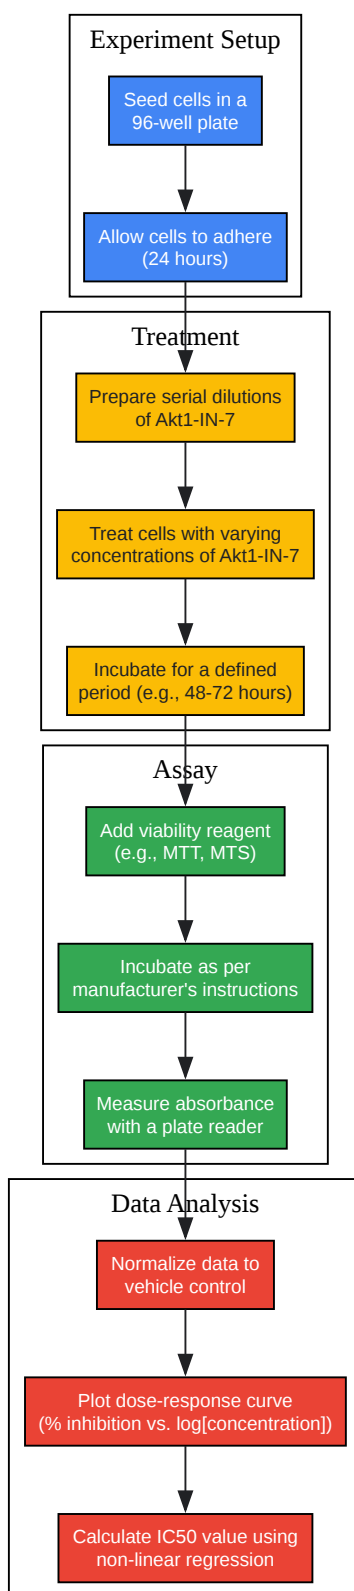 Experiment Setup
Seed cells in a
96-well plate
Allow cells to adhere
(24 hours)
Treatment
Prepare serial dilutions
of Akt1-IN-7
Treat cells with varying
concentrations of Akt1-IN-7
Incubate for a defined
period (e.g., 48-72 hours)
Assay
Add viability reagent
(e.g., MTT, MTS)
Incubate as per
manufacturer's instructions
Measure absorbance
with a plate reader
Data Analysis
Normalize data to
vehicle control
Plot dose-response curve
(% inhibition vs. log[concentration])
Calculate IC50 value using
non-linear regression